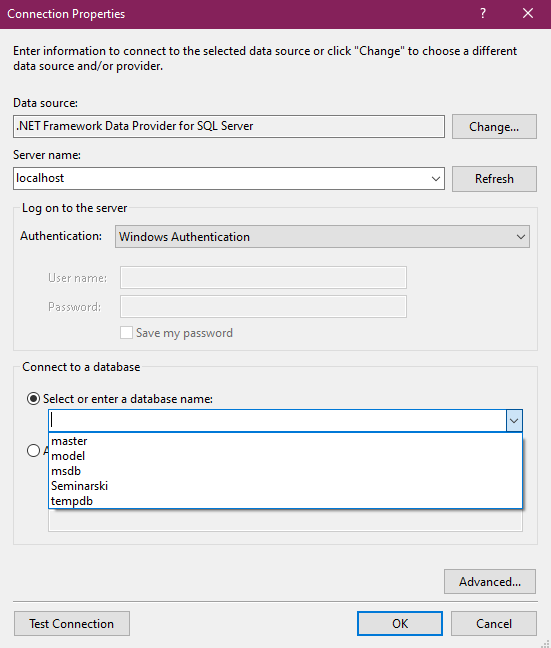 Connection Properties
?
Enter information to connect to the selected data source or click "Change" to choose a different
data source and/or provider.
Data source:
.NET Framework Data Provider for SQL Server
Change...
Server name:
localhost
Refresh
Log on to the server
Authentication:
Windows Authentication
User name:
Password:
Save my password
Connect to a database
Select or enter a database name:
master
model
msdb
Seminarski
tempdb
Advanced...
Test Connection
OK
Cancel